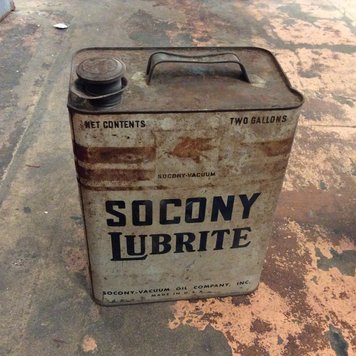 NET CONTENTS TWO GALLONS
SOCONY-VACUUM
SOCONY
LUBRITE
SOCONY-VACUUM OIL COMPANY, INC.
MADE IN U.S.A.